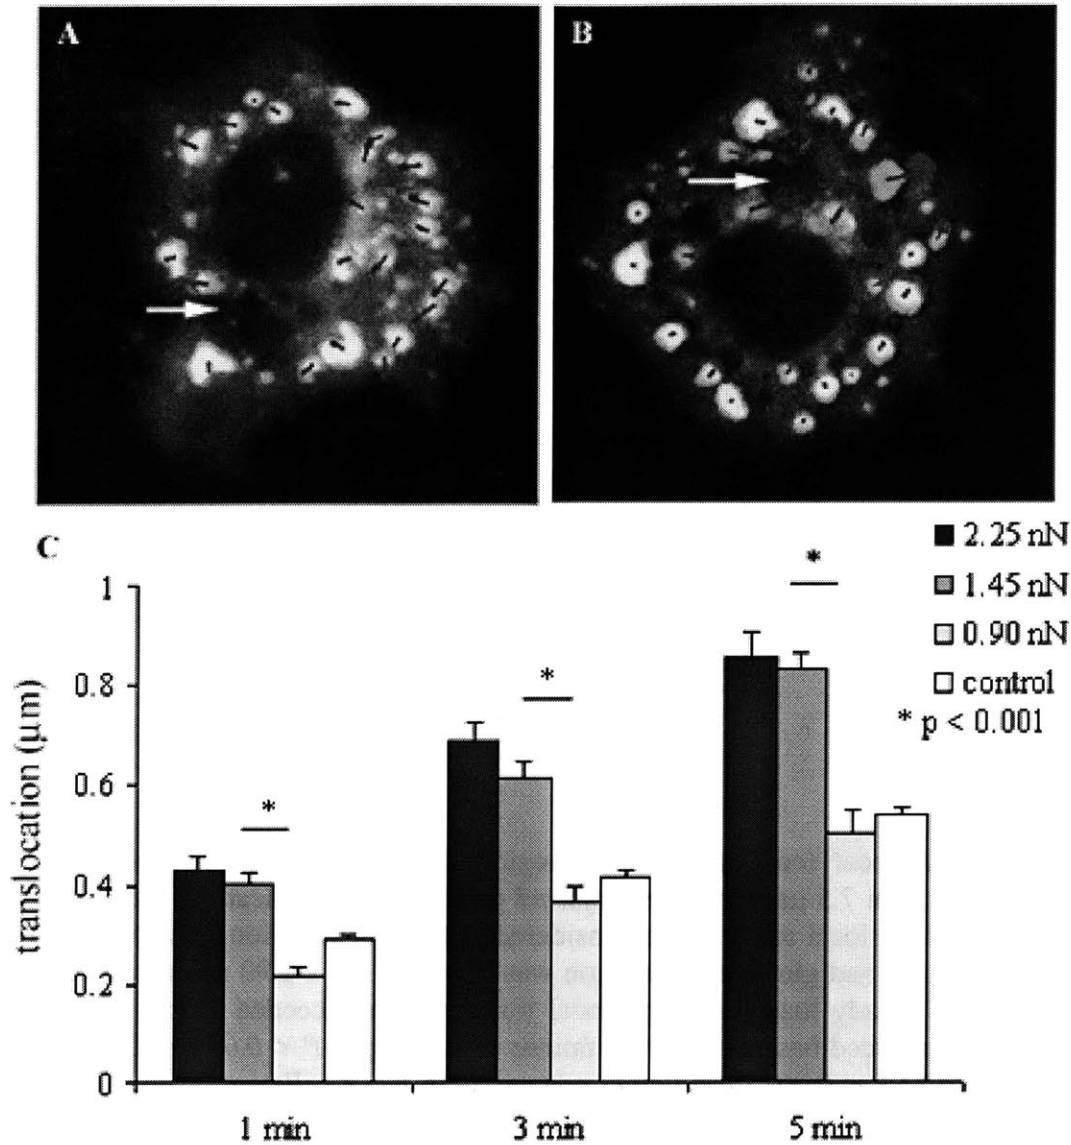 A
B
C
2.25 nN
1.45 nN
0.90 nN
control
* p < 0.001
*
*
*
translocation (µm)
1
0.8
0.6
0.4
0.2
0
1 min
3 min
5 min